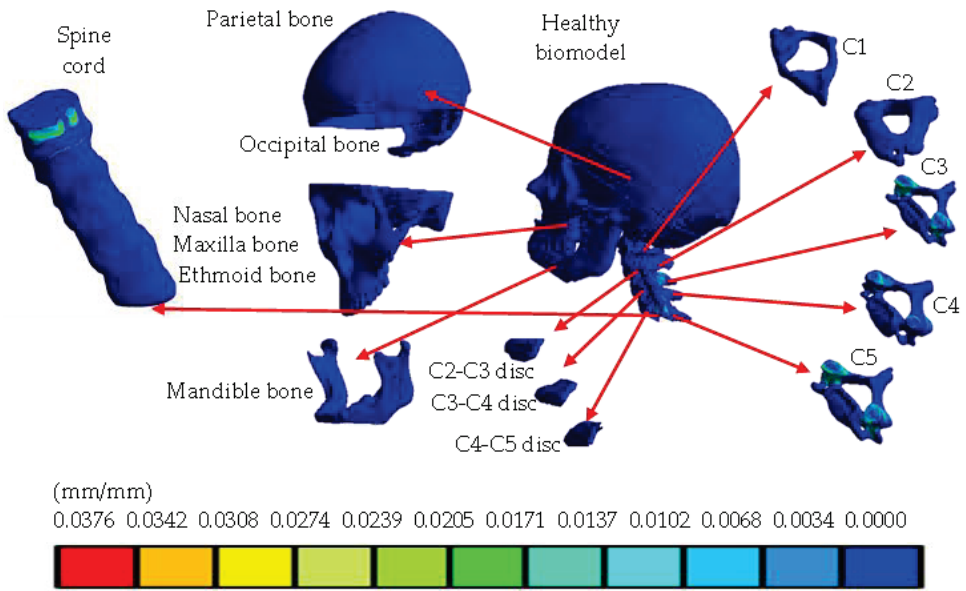 Parietal bone
Healthy
biomodel
Spine
cord
C1
C2
Occipital bone
C3
Nasal bone
Maxilla bone
Ethmoid bone
C4
C5
C2-C3 disc
Mandible bone
C3-C4 disc
C4-C5 disc
(mm/mm)
0.0376 0.0342 0.0308 0.0274 0.0239 0.0205 0.0171 0.0137 0.0102 0.0068 0.0034 0.0000